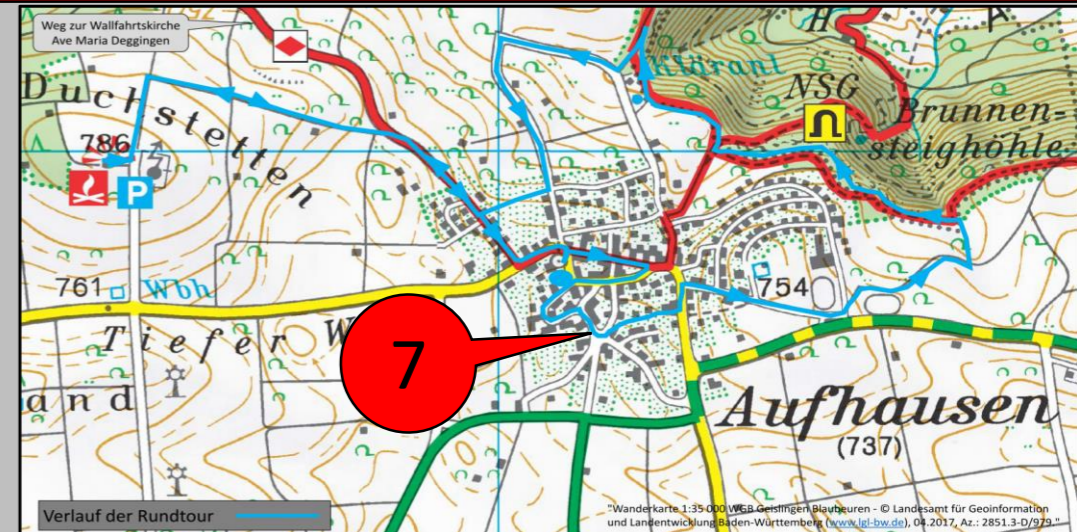 Weg zur Wallfahrtskirche
Ave Maria Deggingen
H
A
Kläranl
NSG
Duchstetten
Brunnen-
steighöhle
786
P
761
Wbh
754
Tiefer W
7
and
Aufhausen
(737)
Verlauf der Rundtour
"Wanderkarte 1:35 000 WGB Geislingen Blaubeuren - © Landesamt für Geoinformation
und Landentwicklung Baden-Württemberg (www.lgl-bw.de), 04.2017, Az.: 2851.3-D/979."